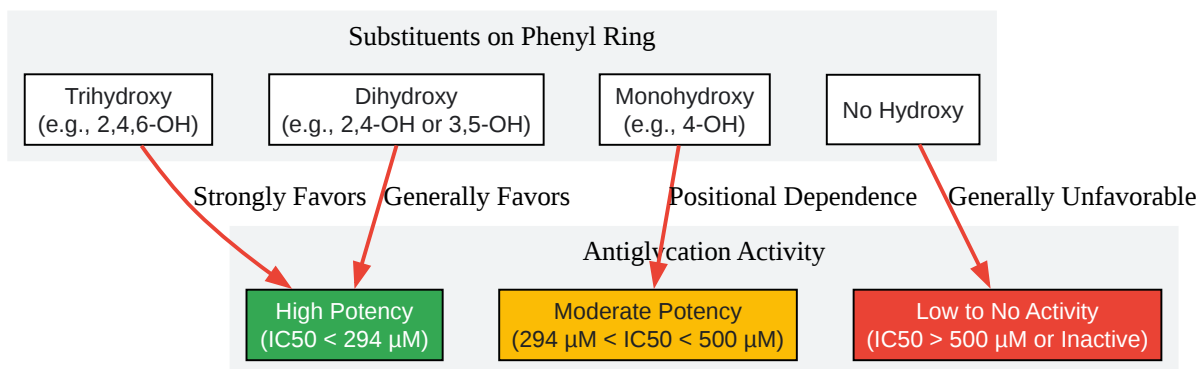 Substituents on Phenyl Ring
Trihydroxy
(e.g., 2,4,6-OH)
Dihydroxy
(e.g., 2,4-OH or 3,5-OH)
Monohydroxy
(e.g., 4-OH)
No Hydroxy
Strongly Favors
Generally Favors
Positional Dependence
Generally Unfavorable
Antiglycation Activity
High Potency
(IC50 < 294 µM)
Moderate Potency
(294 µM < IC50 < 500 µM)
Low to No Activity
(IC50 > 500 µM or Inactive)